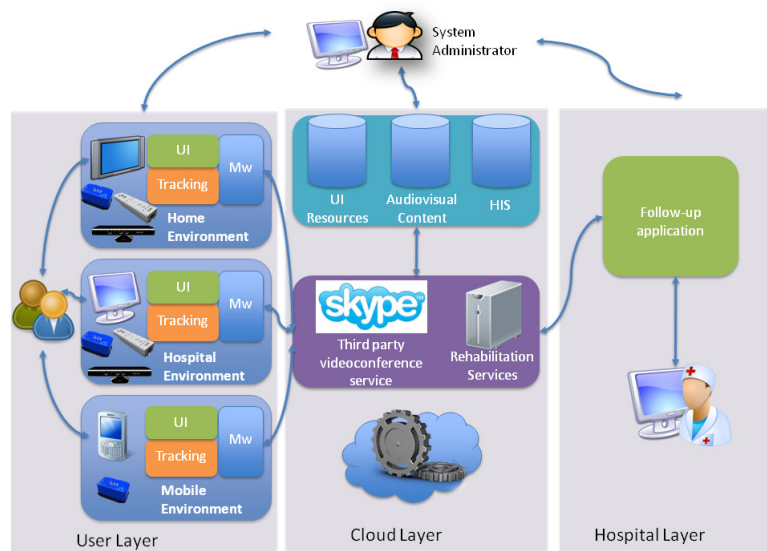 System
Administrator
UI
Mw
Tracking
Home
Environment
UI
Mw
Tracking
Hospital
Environment
UI
Mw
Tracking
Mobile
Environment
User Layer
UI
Resources
Audiovisual
Content
HIS
skype™
Third party
videoconference
service
Rehabilitation
Services
Cloud Layer
Follow-up
application
Hospital Layer